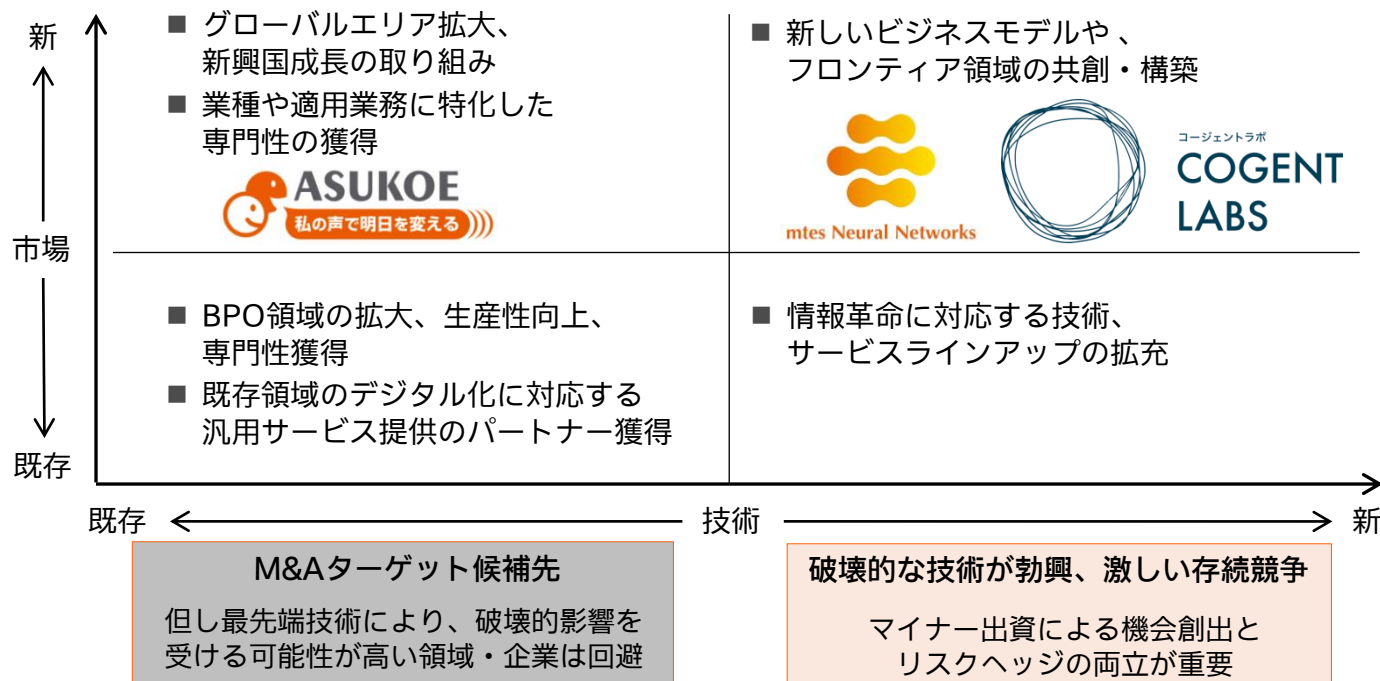 新
市場
既存
■ グローバルエリア拡大、
新興国成長の取り組み
■ 業種や適用業務に特化した
専門性の獲得
ASUKOE
私の声で明日を変える
■ 新しいビジネスモデルや 、
フロンティア領域の共創・構築
mtes Neural Networks
コージェントラボ
COGENT
LABS
■ BPO領域の拡大、生産性向上、
専門性獲得
■ 既存領域のデジタル化に対応する
汎用サービス提供のパートナー獲得
■ 情報革命に対応する技術、
サービスラインアップの拡充
既存
技術
新
M&Aターゲット候補先
但し最先端技術により、破壊的影響を
受ける可能性が高い領域・企業は回避
破壊的な技術が勃興、激しい存続競争
マイナー出資による機会創出と
リスクヘッジの両立が重要